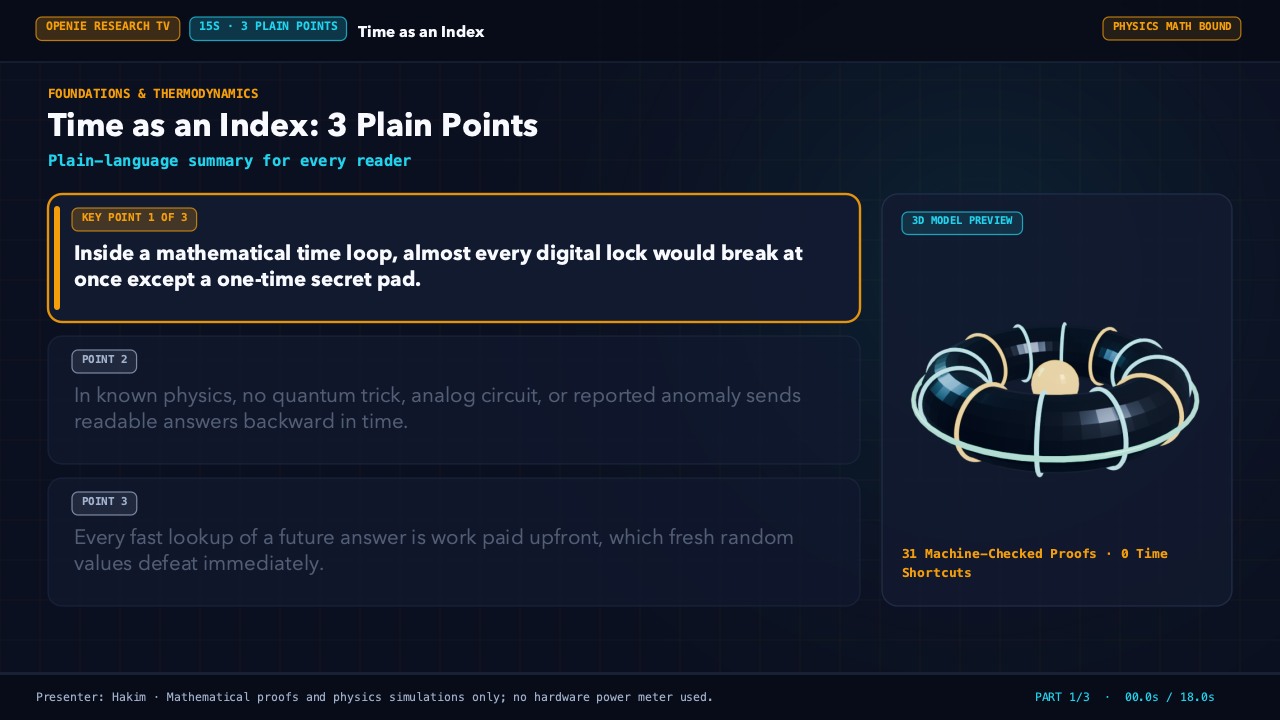 OPENIE RESEARCH TV
15S · 3 PLAIN POINTS
Time as an Index
PHYSICS MATH BOUND
FOUNDATIONS & THERMODYNAMICS
Time as an Index: 3 Plain Points
Plain–language summary for every reader
KEY POINT 1 OF 3
Inside a mathematical time loop, almost every digital lock would break at
once except a one-time secret pad.
POINT 2
In known physics, no quantum trick, analog circuit, or reported anomaly sends
readable answers backward in time.
POINT 3
Every fast lookup of a future answer is work paid upfront, which fresh random
values defeat immediately.
3D MODEL PREVIEW
31 Machine–Checked Proofs · 0 Time
Shortcuts
Presenter: Hakim · Mathematical proofs and physics simulations only; no hardware power meter used.
PART 1/3 · 00.0s / 18.0s